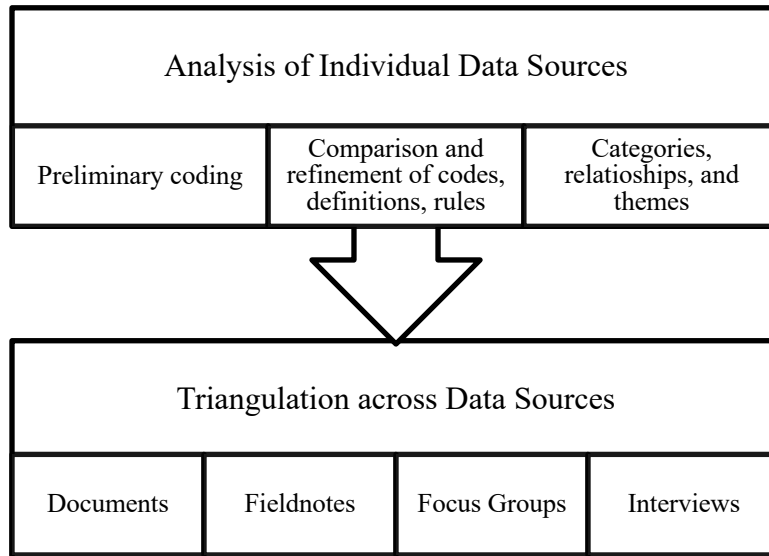 Analysis of Individual Data Sources
Preliminary coding
Comparison and
refinement of codes,
definitions, rules
Categories,
relatioships, and
themes
Triangulation across Data Sources
Documents
Fieldnotes
Focus Groups
Interviews